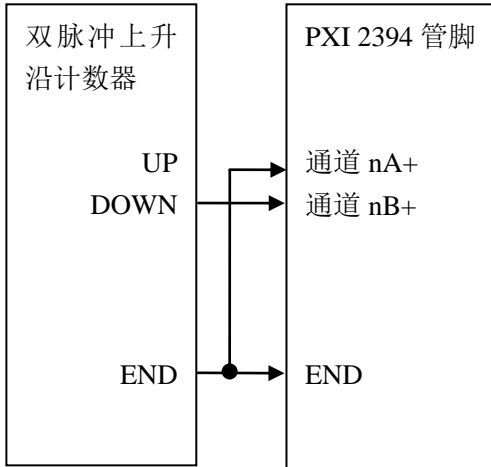 双脉冲上升
沿计数器
UP
DOWN
END
PXI 2394 管脚
通道 nA+
通道 nB+
END